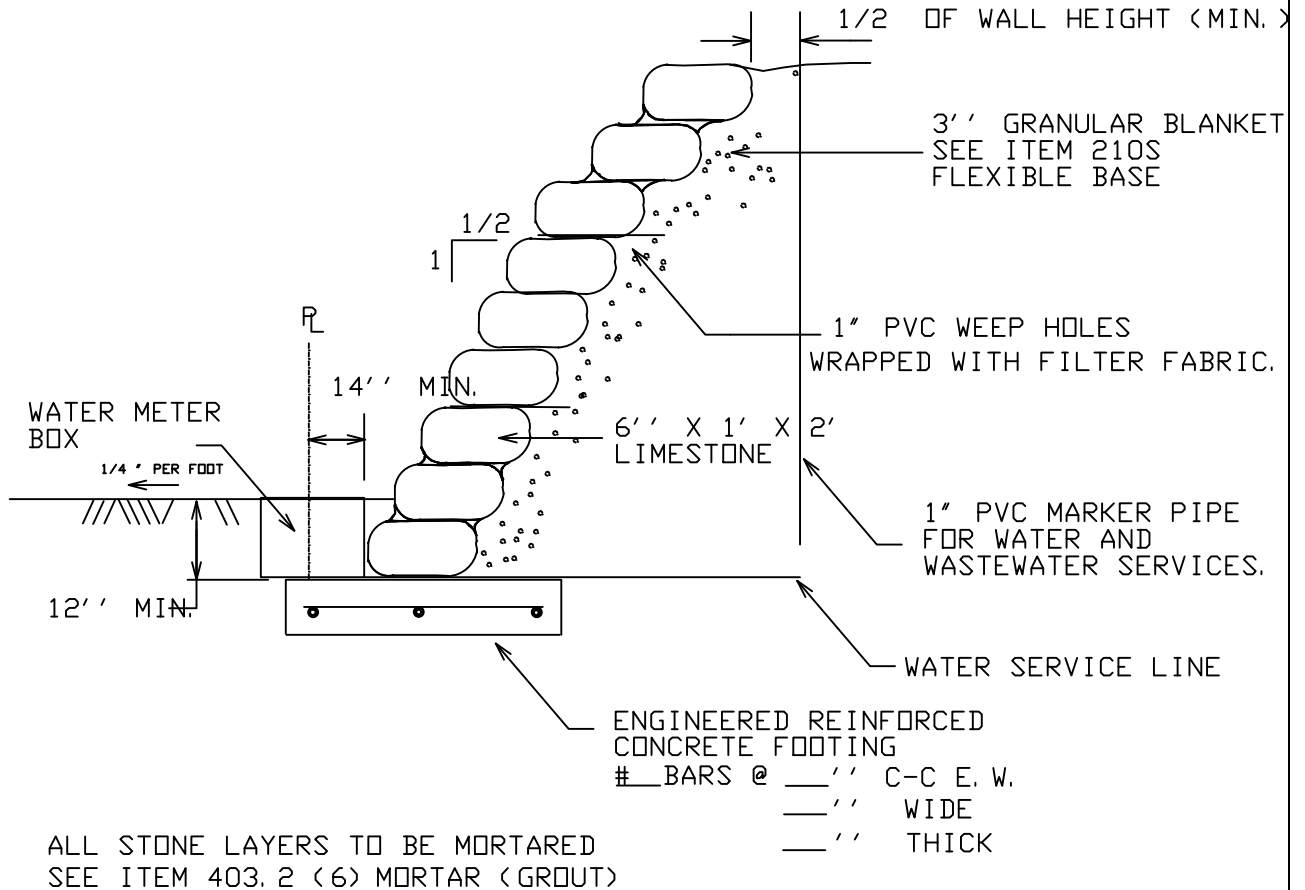 1/2 OF WALL HEIGHT (MIN.)
3'' GRANULAR BLANKET
SEE ITEM 210S
FLEXIBLE BASE
1/2
1
PL
1" PVC WEEP HOLES
WRAPPED WITH FILTER FABRIC.
14'' MIN.
WATER METER
BOX
6'' X 1' X 2'
LIMESTONE
1/4 " PER FOOT
1" PVC MARKER PIPE
FOR WATER AND
WASTEWATER SERVICES.
12'' MIN.
WATER SERVICE LINE
ENGINEERED REINFORCED
CONCRETE FOOTING
#__BARS @ ___'' C-C E.W.
___'' WIDE
___'' THICK
ALL STONE LAYERS TO BE MORTARED
SEE ITEM 403.2 (6) MORTAR (GROUT)